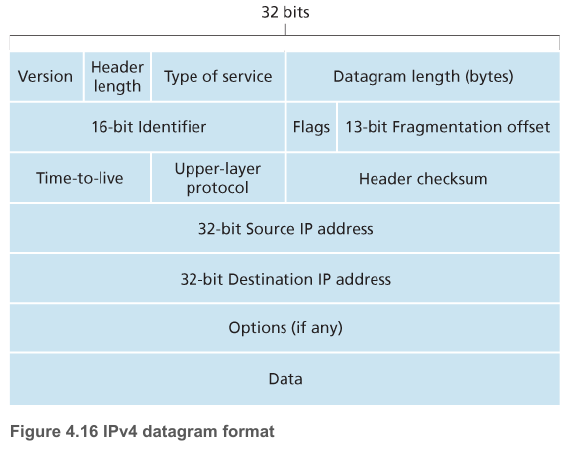 32 bits
Version
Header
length
Type of service
Datagram length (bytes)
16-bit Identifier
Flags
13-bit Fragmentation offset
Time-to-live
Upper-layer
protocol
Header checksum
32-bit Source IP address
32-bit Destination IP address
Options (if any)
Data
Figure 4.16 IPv4 datagram format